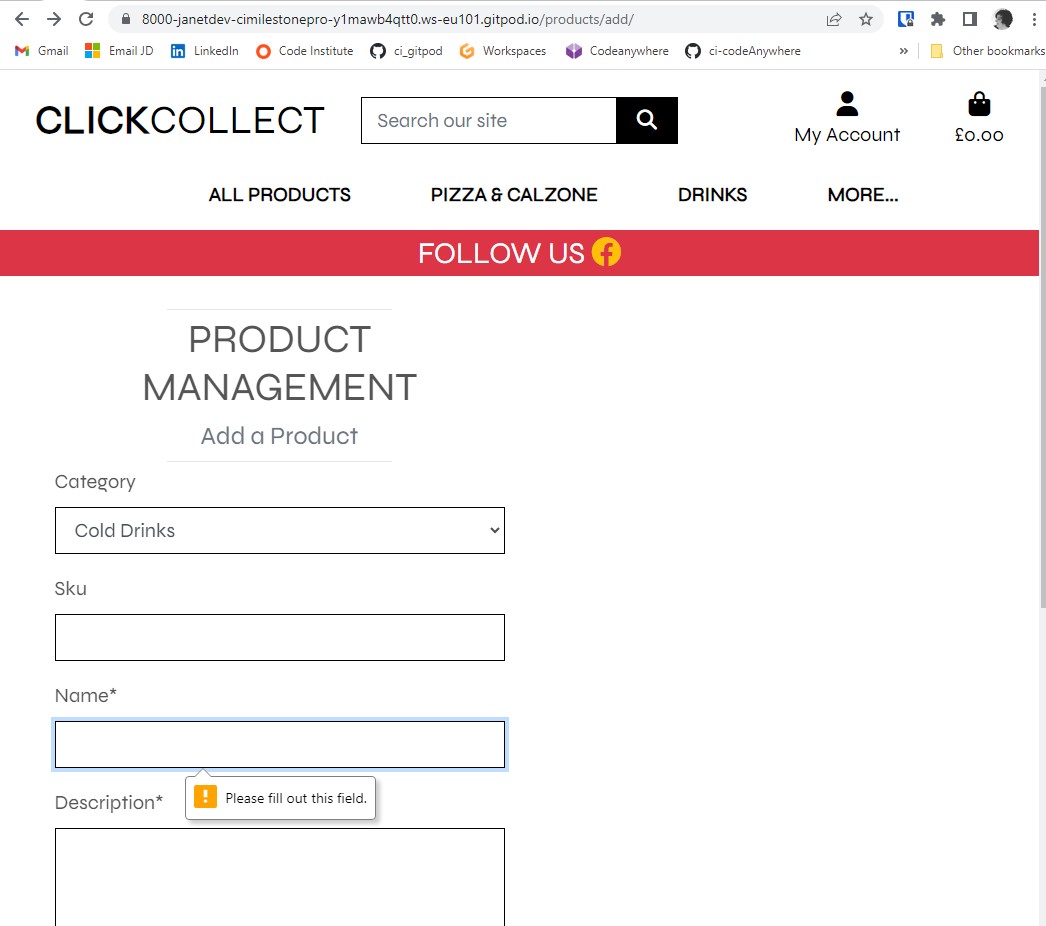 8000-janetdev-cimilestonepro-y1mawb4qtt0.ws-eu101.gitpod.io/products/add/
Gmail Email JD LinkedIn Code Institute ci_gitpod Workspaces Codeanywhere ci-codeAnywhere » Other bookmarks
CLICKCOLLECT
Search our site
My Account
£0.00
ALL PRODUCTS PIZZA & CALZONE DRINKS MORE...
FOLLOW US
PRODUCT
MANAGEMENT
Add a Product
Category
Cold Drinks
Sku
Name*
Please fill out this field.
Description*